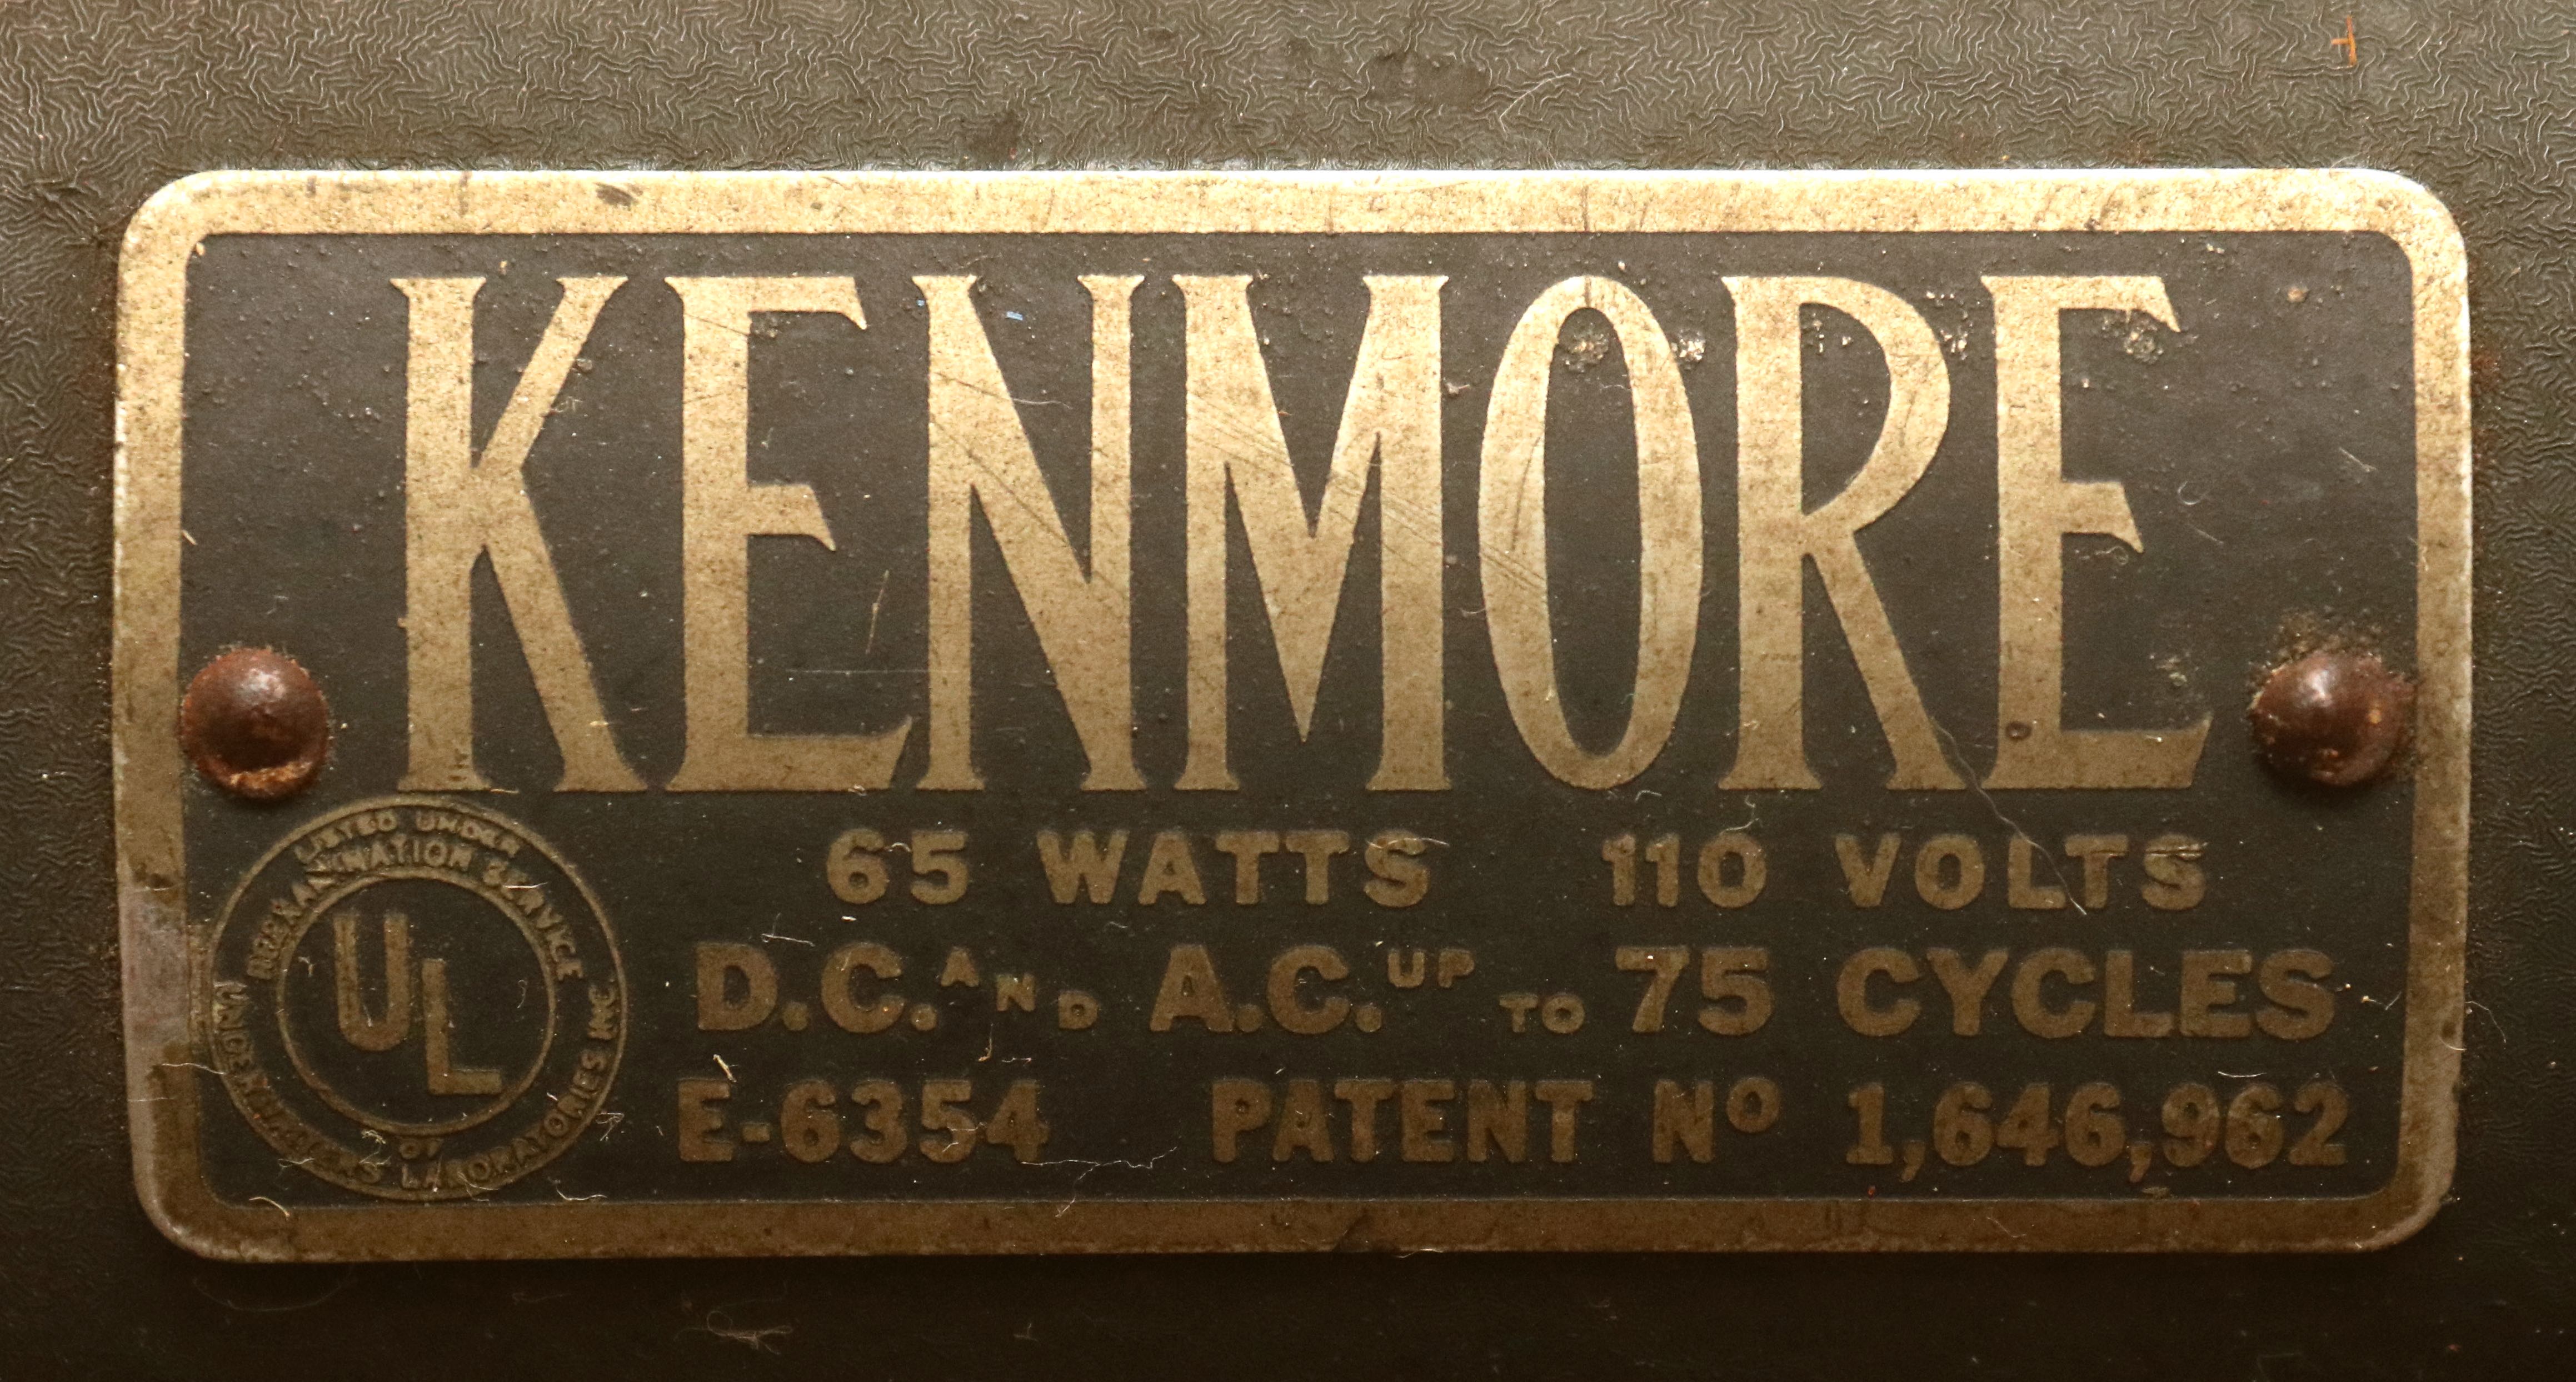 KENMORE
65 WATTS 110 VOLTS
D.C. AND A.C. UP TO 75 CYCLES
E-6354 PATENT Nº 1,646,962
LISTED UNDER
REEXAMINATION SERVICE
UL
OF
UNDERWRITERS LABORATORIES INC.